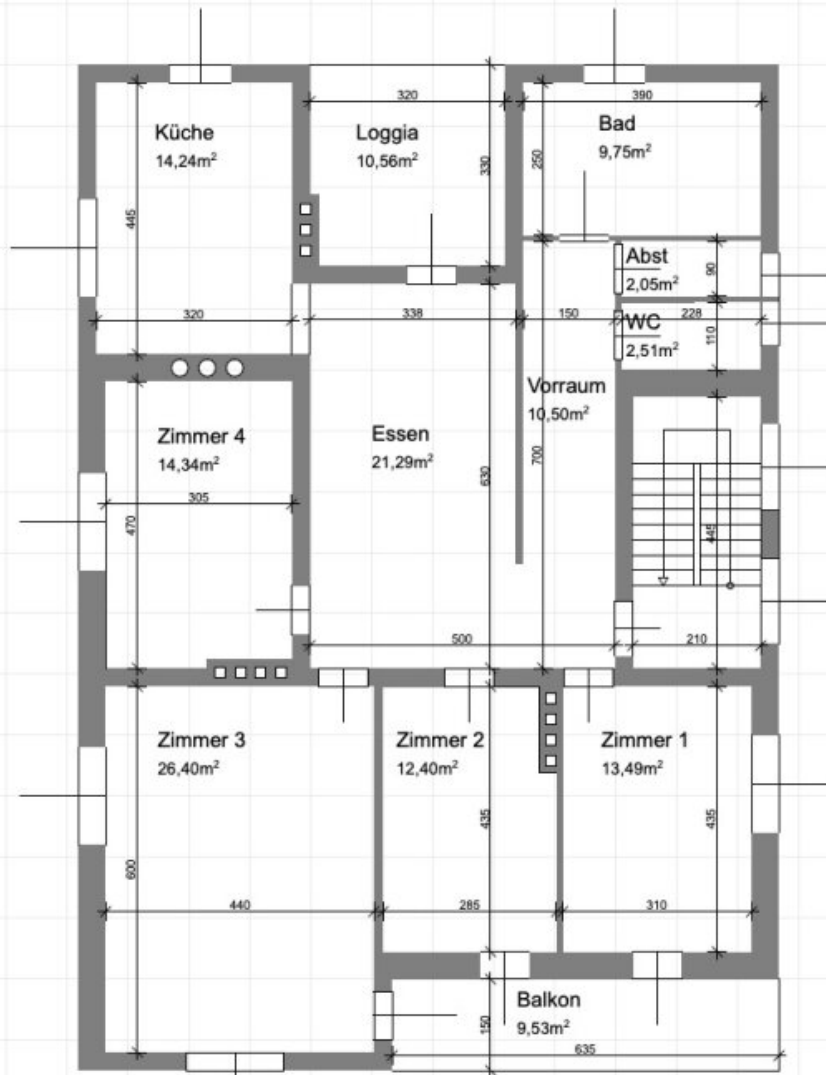 320
390
Küche
14,24m²
Loggia
10,56m²
Bad
9,75m²
250
330
445
Abst
2,05m²
90
320
338
150
WC
228
2,51m²
110
Vorraum
10,50m²
Zimmer 4
14,34m²
Essen
21,29m²
700
630
305
470
445
500
210
Zimmer 3
26,40m²
Zimmer 2
12,40m²
Zimmer 1
13,49m²
435
435
600
440
285
310
Balkon
9,53m²
150
635